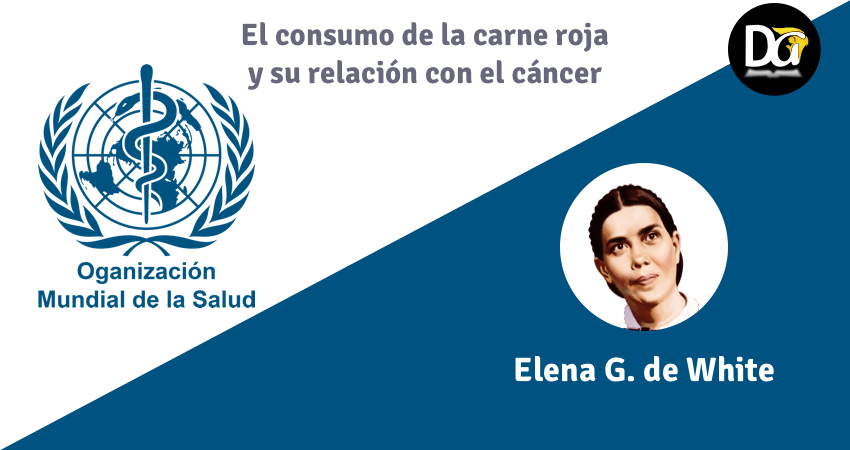 El consumo de la carne roja
y su relación con el cáncer
DG
Oganización
Mundial de la Salud
Elena G. de White